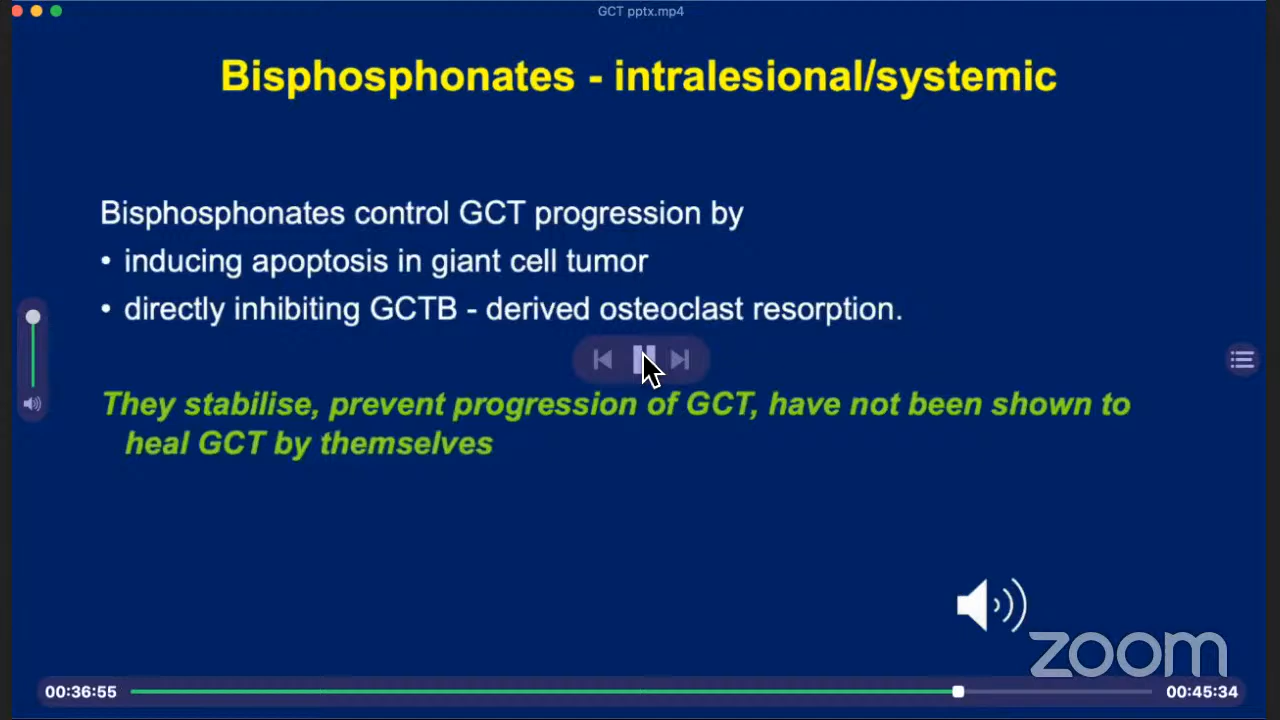 GCT pptx.mp4
Bisphosphonates - intralesional/systemic
Bisphosphonates control GCT progression by
• inducing apoptosis in giant cell tumor
• directly inhibiting GCTB - derived osteoclast resorption.
They stabilise, prevent progression of GCT, have not been shown to
heal GCT by themselves
zoom
00:36:55
00:45:34